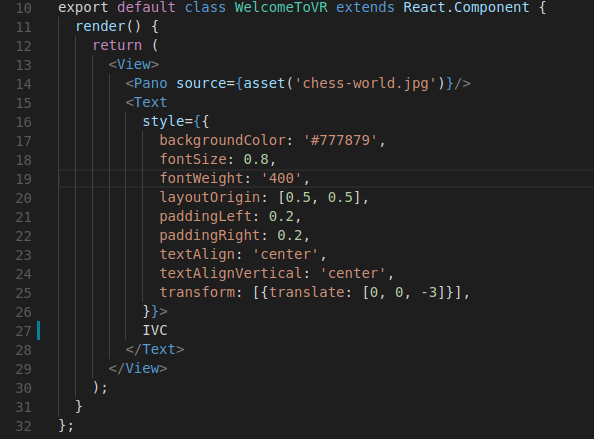 10 export default class WelcomeToVR extends React.Component {
11   render() {
12     return (
13       <View>
14         <Pano source={asset('chess-world.jpg')}/>
15         <Text
16           style={{
17             backgroundColor: '#777879',
18             fontSize: 0.8,
19             fontWeight: '400',
20             layoutOrigin: [0.5, 0.5],
21             paddingLeft: 0.2,
22             paddingRight: 0.2,
23             textAlign: 'center',
24             textAlignVertical: 'center',
25             transform: [{translate: [0, 0, -3]}],
26           }}>
27           IVC
28         </Text>
29       </View>
30     );
31   }
32 };